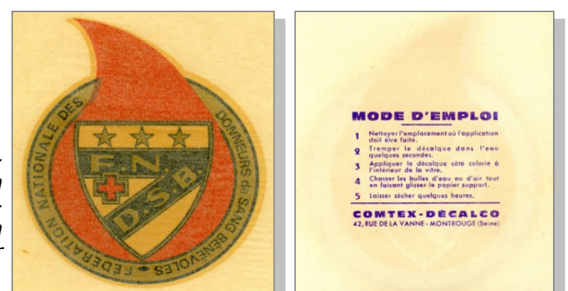 FÉDÉRATION NATIONALE DES DONNEURS de SANG BÉNÉVOLES
F.N
D.S.B
MODE D'EMPLOI
1 Nettoyer l'emplacement où l'application
doit être faite.
2 Tremper le décalque dans l'eau
quelques secondes.
3 Appliquer le décalque côté colorié à
l'intérieur de la vitre.
4 Chasser les bulles d'eau ou d'air tout
en faisant glisser le papier support.
5 Laisser sécher quelques heures.
COMTEX-DÉCALCO
42, RUE DE LA VANNE - MONTROUGE (Seine)